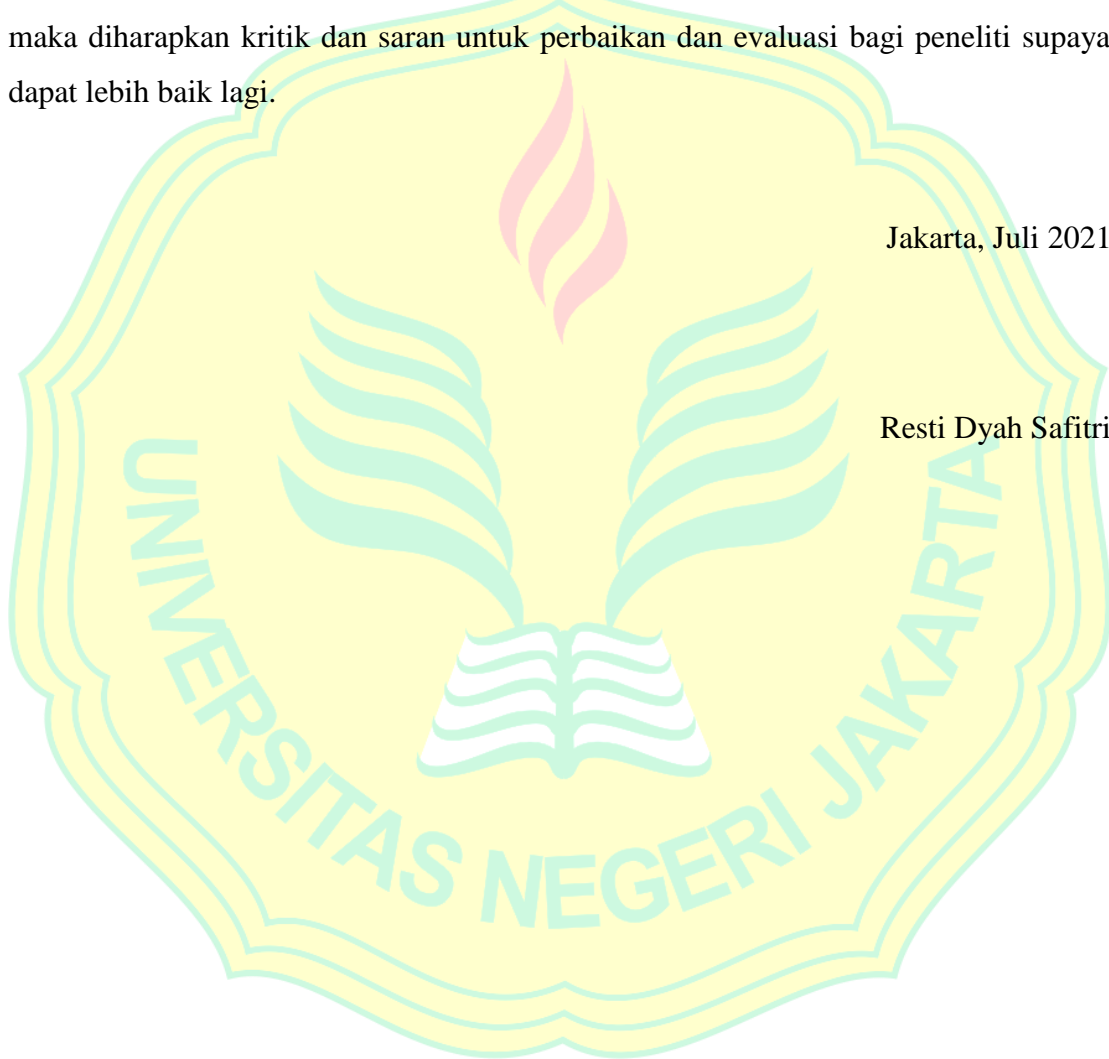 maka diharapkan kritik dan saran untuk perbaikan dan evaluasi bagi peneliti supaya
dapat lebih baik lagi.
Jakarta, Juli 2021
Resti Dyah Safitri
UNIVERSITAS NEGERI JAKARTA